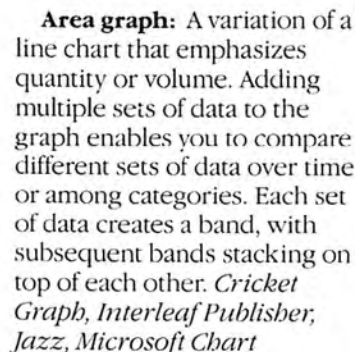 Area graph: A variation of a
line chart that emphasizes
quantity or volume. Adding
multiple sets of data to the
graph enables you to compare
different sets of data over time
or among categories. Each set
of data creates a band, with
subsequent bands stacking on
top of each other. Cricket
Graph, Interleaf Publisher,
Jazz, Microsoft Chart